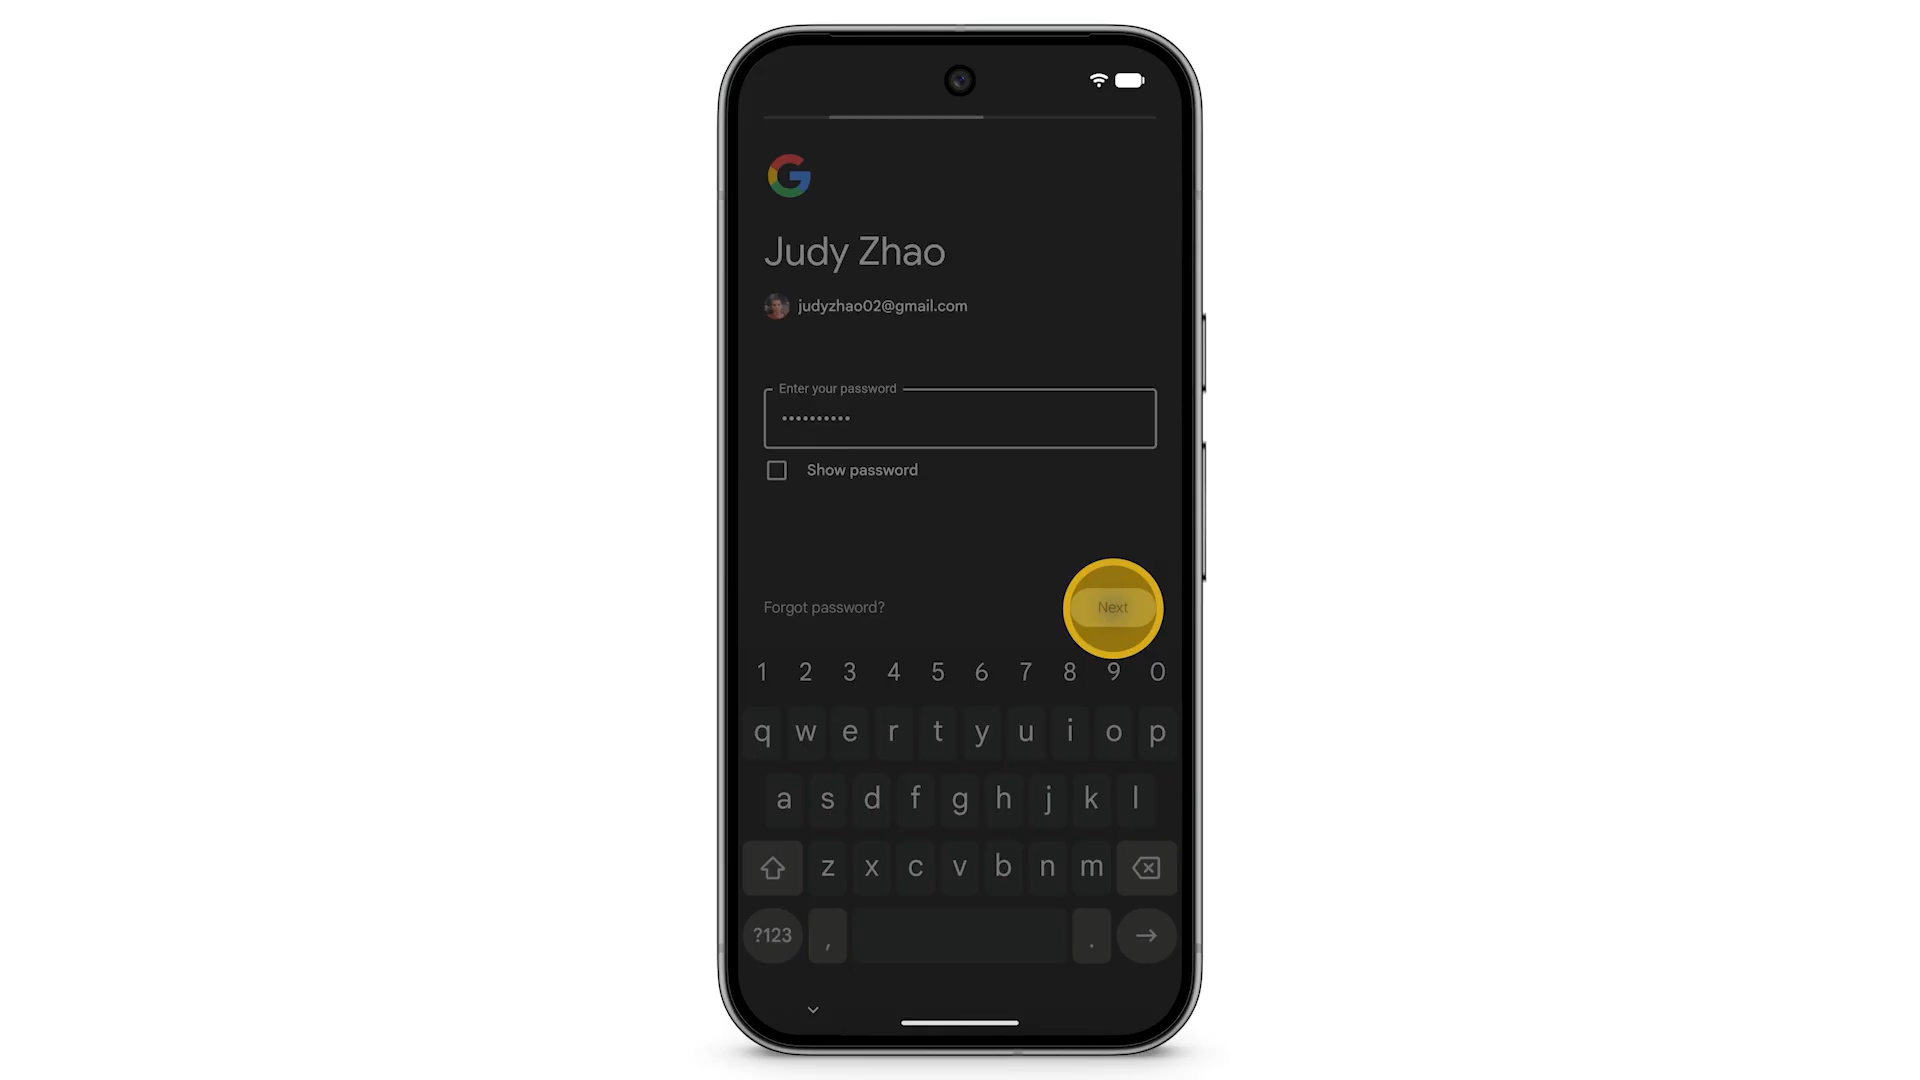 Judy Zhao
judyzhao02@gmail.com
Enter your password
••••••••••
Show password
Forgot password?
Next
1 2 3 4 5 6 7 8 9 0
q w e r t y u i o p
a s d f g h j k l
z x c v b n m
?123 , .